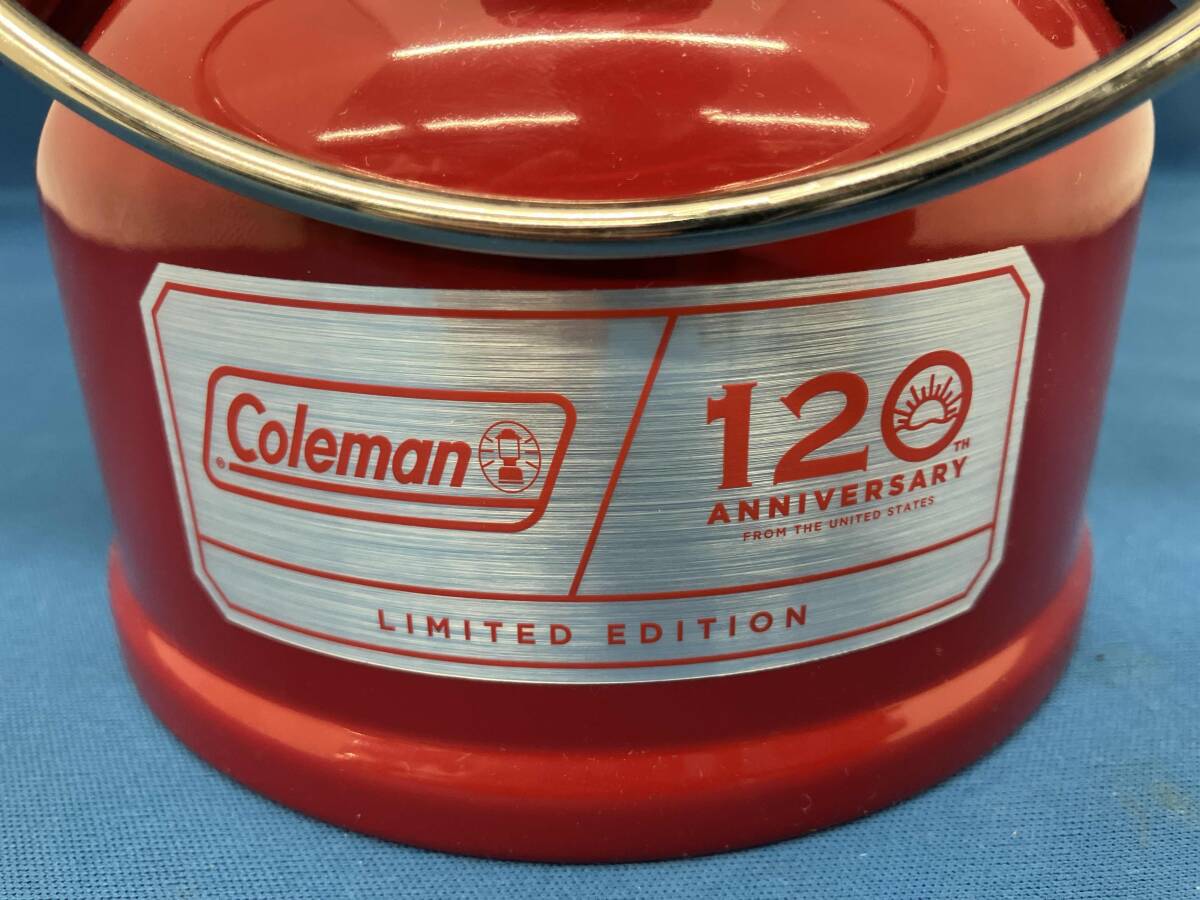 ® Coleman
120TH
ANNIVERSARY
FROM THE UNITED STATES
LIMITED EDITION